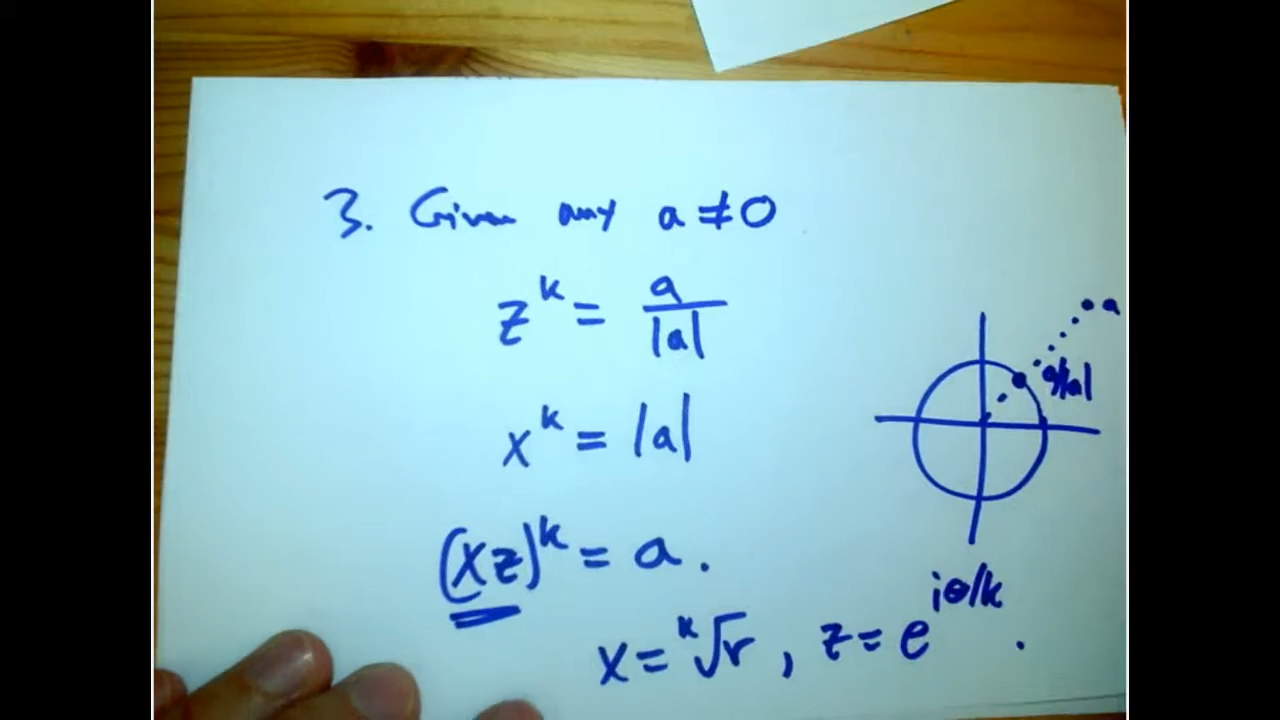 3. Given any a ≠ 0
z^k = a/|a|
x^k = |a|
a
a/|a|
(xz)^k = a.
x = ᵏ√r, z = e^{iθ/k}.